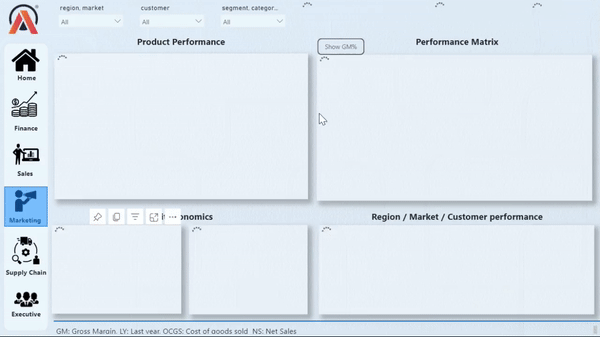 region, market
customer
segment, categor...
All
All
All
Product Performance
Show GM%
Performance Matrix
Home
Finance
Sales
Marketing
Supply Chain
Executive
Region / Market / Customer performance
GM: Gross Margin, LY: Last year, OCGS: Cost of goods sold NS: Net Sales